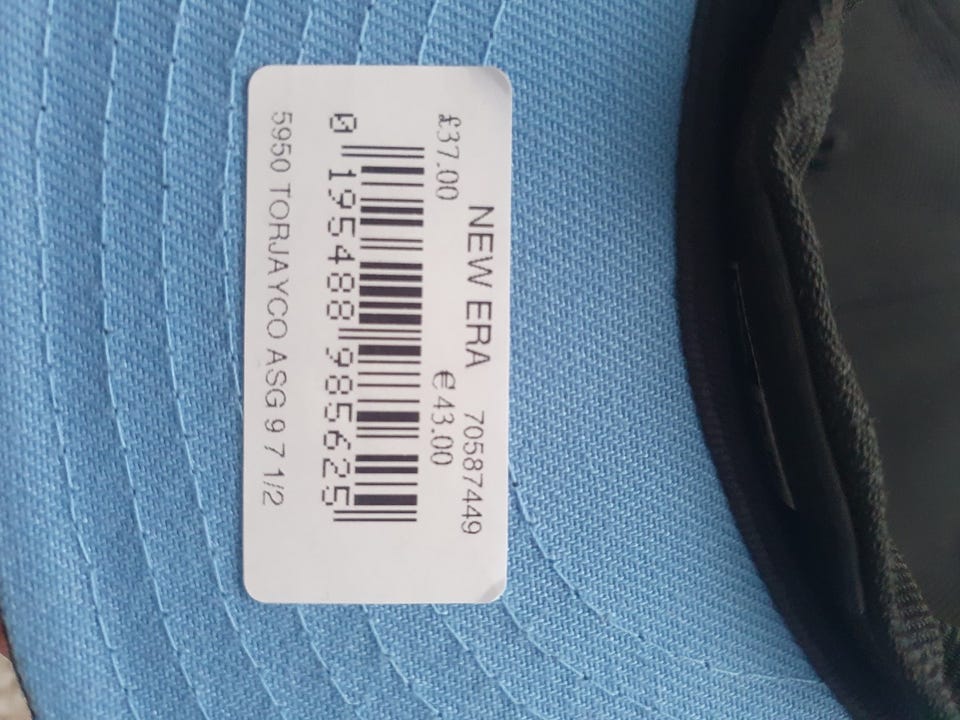 NEW ERA 70587449
£37.00 €43.00
0 195488 985625
5950 TORJAYCO ASG 9 7 1/2